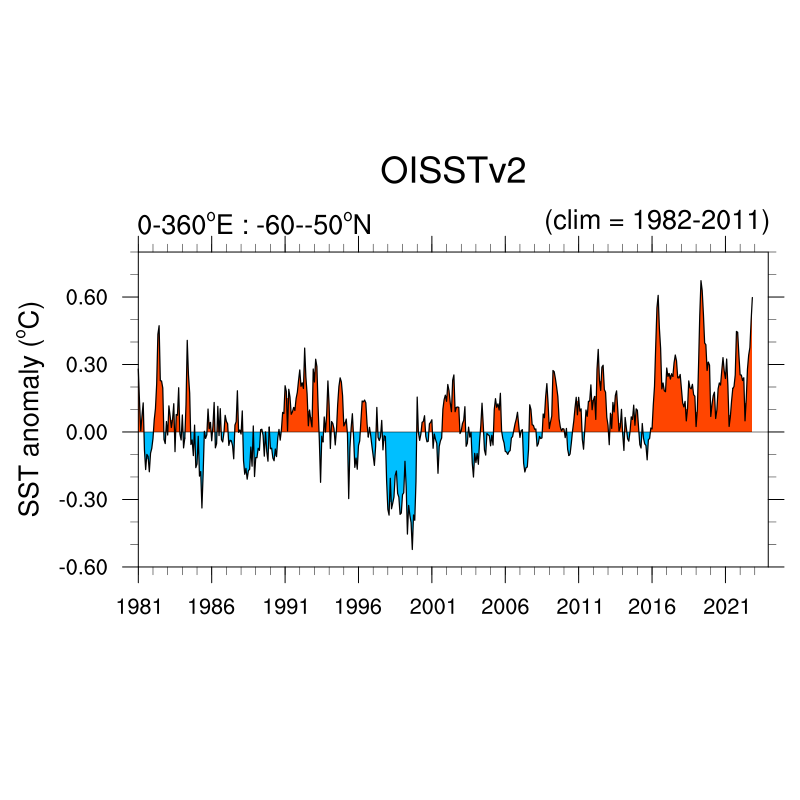 OISSTv2
0-360°E : -60--50°N
(clim = 1982-2011)
SST anomaly (°C)
0.60
0.30
0.00
-0.30
-0.60
1981 1986 1991 1996 2001 2006 2011 2016 2021